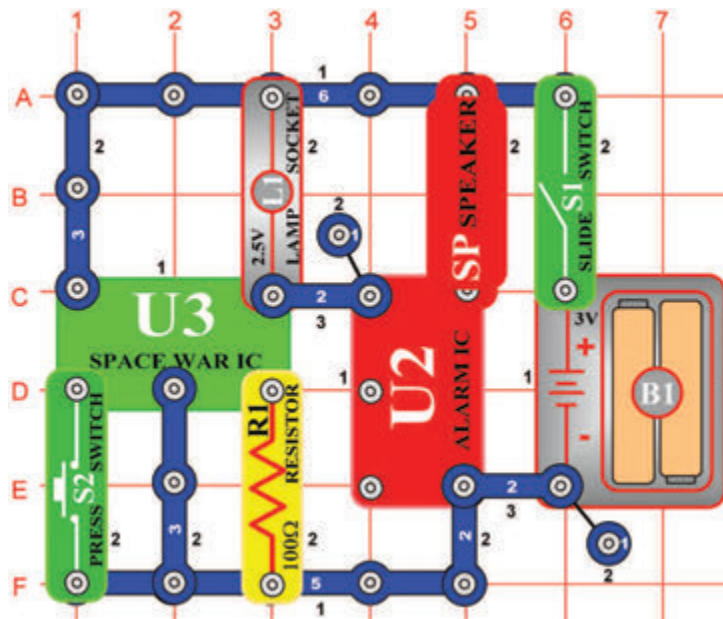 1 2 3 4 5 6 7
A
B
C
D
E
F
1
6
2
3
2.5V
L1
LAMP SOCKET
2
2
1
SP SPEAKER
2
S1
SLIDE SWITCH
2
1
U3
SPACE WAR IC
2
3
1
U2
ALARM IC
1
3V
+
-
B1
S2
PRESS SWITCH
2
3
2
R1
RESISTOR
100Ω
2
2
3
2
2
1
2
5
1